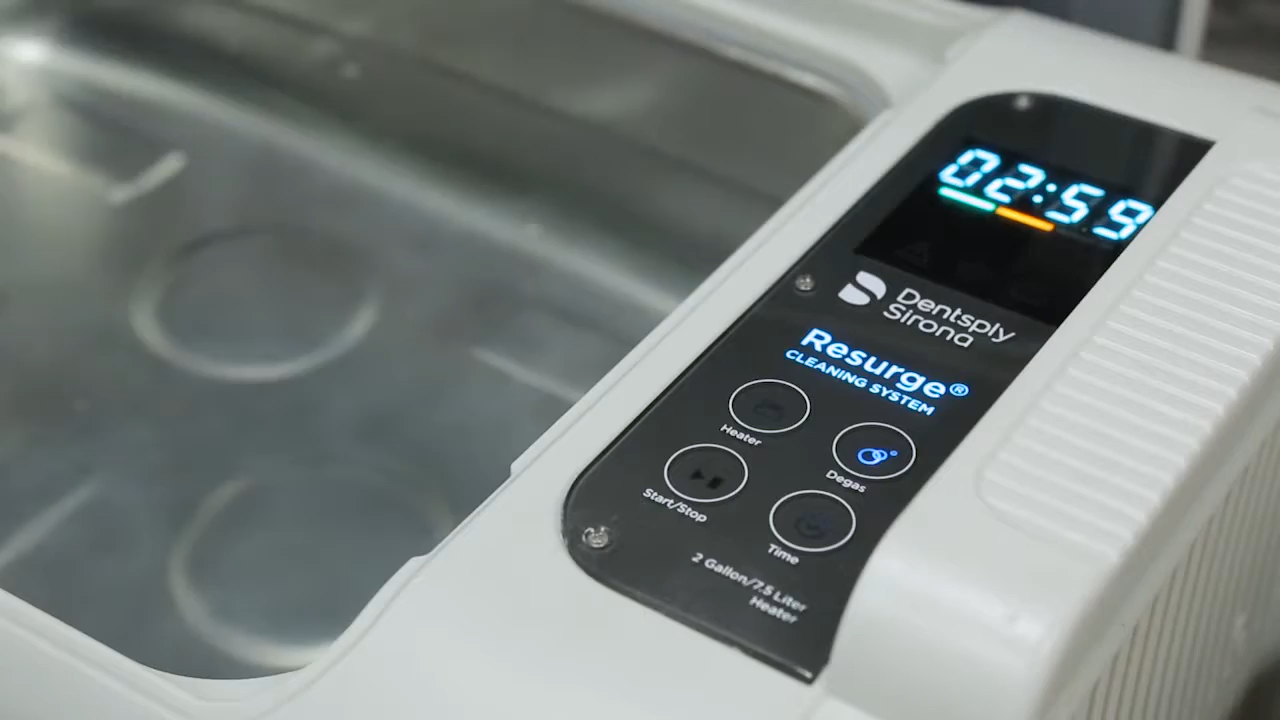 02:59
Dentsply
Sirona
Resurge®
CLEANING SYSTEM
Heater
Degas
Start/Stop
Time
2 Gallon/7.5 Liter
Heater